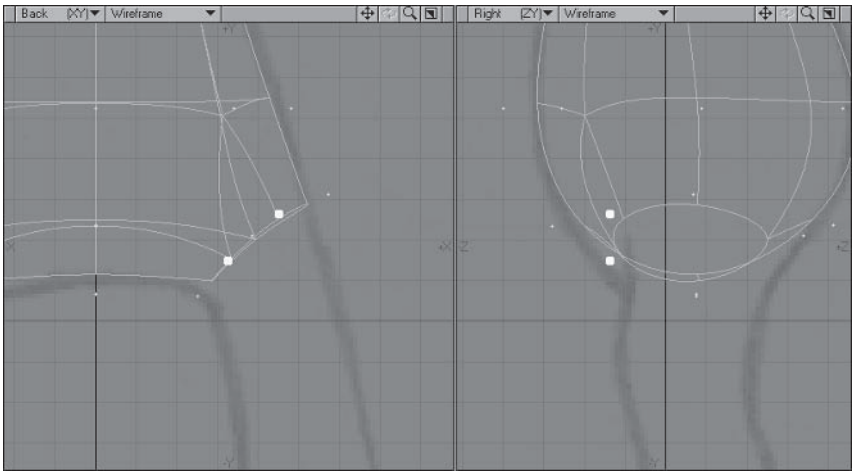 Back (XY) Wireframe
Right (ZY) Wireframe
+Y
+Y
-X
+X
-Z
+Z
-Y
-Y